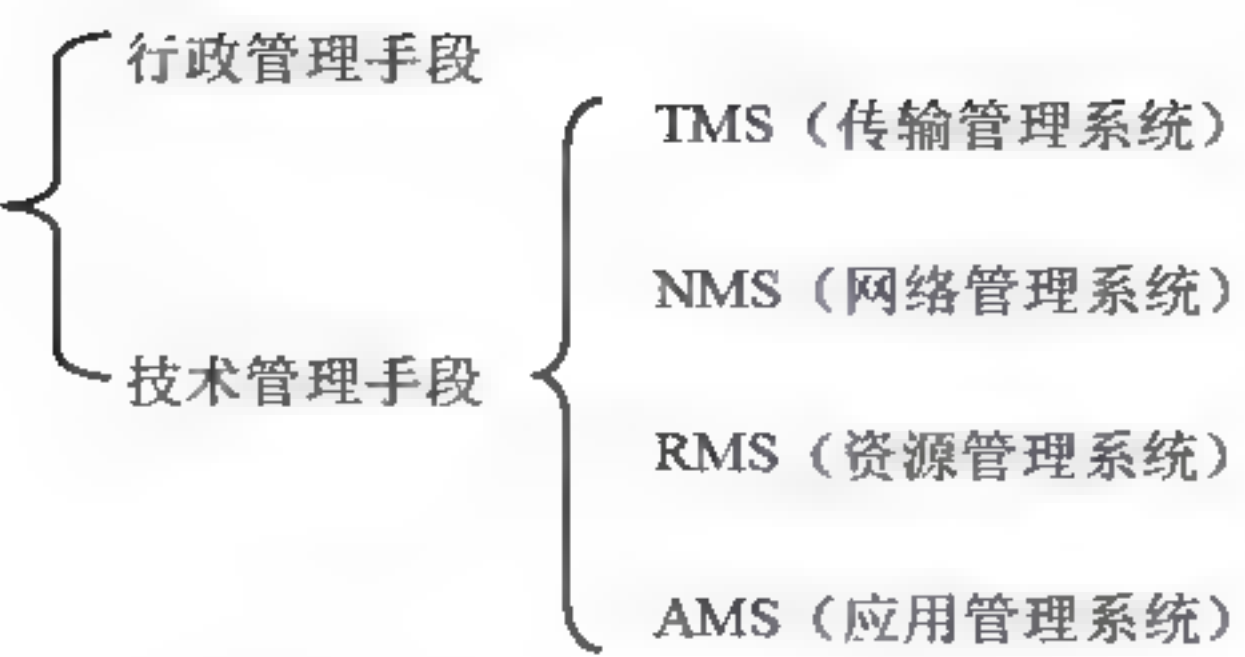 行政管理手段
TMS（传输管理系统）
NMS（网络管理系统）
技术管理手段
RMS（资源管理系统）
AMS（应用管理系统）